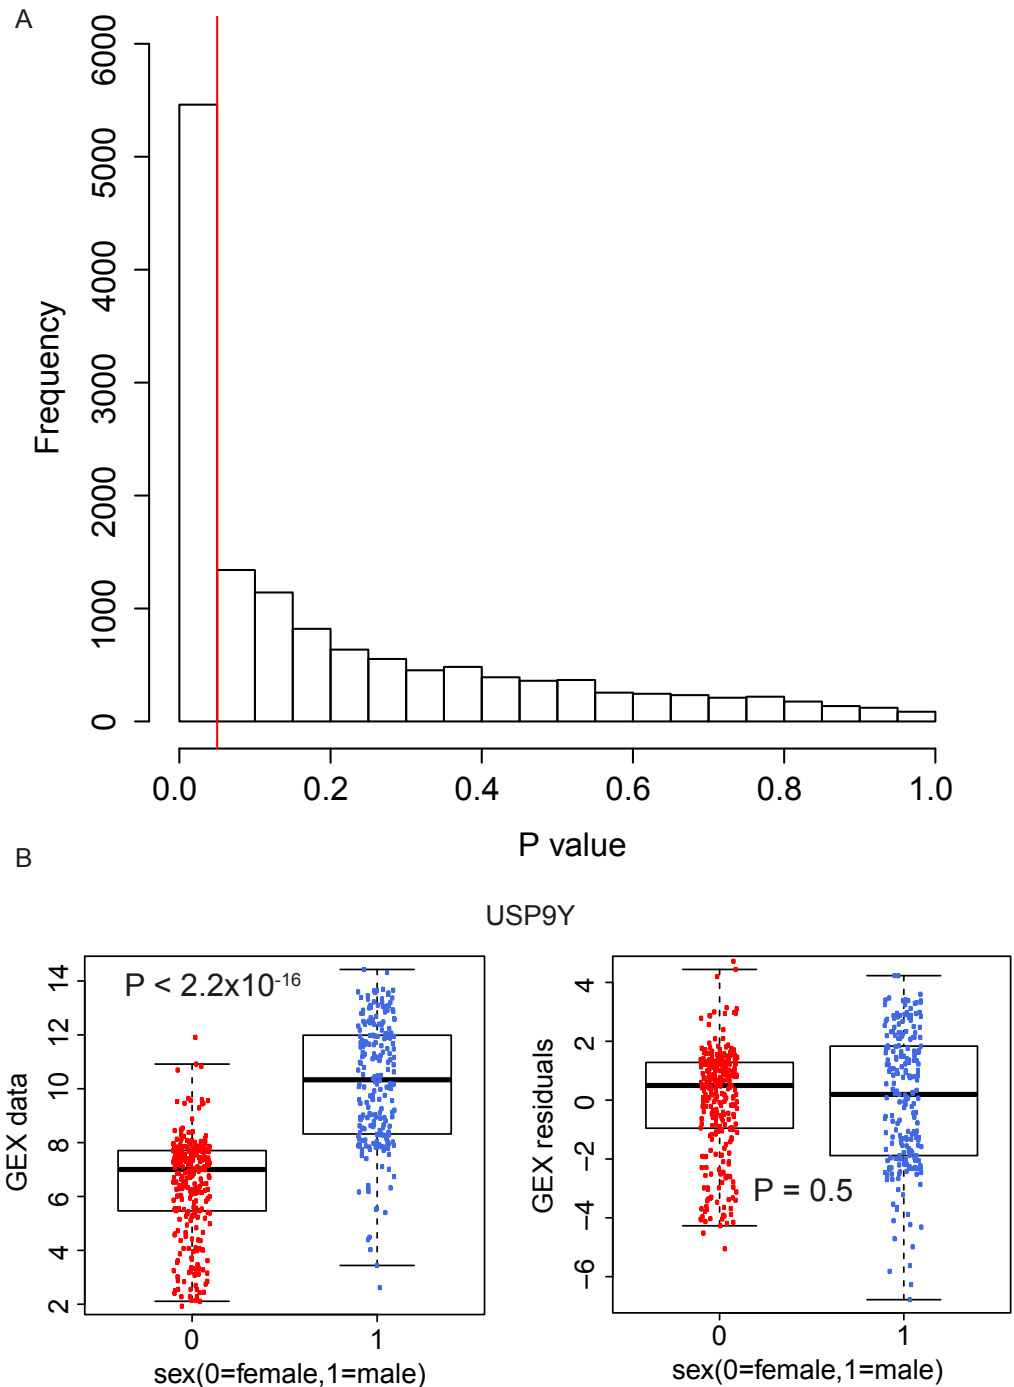 A
6000
5000
4000
3000
2000
1000
0
Frequency
0.0 0.2 0.4 0.6 0.8 1.0
P value
B
USP9Y
P < 2.2x10⁻¹⁶
14
12
10
8
6
4
2
GEX data
0 1
sex(0=female,1=male)
4
2
0
−2
−4
−6
GEX residuals
P = 0.5
0 1
sex(0=female,1=male)